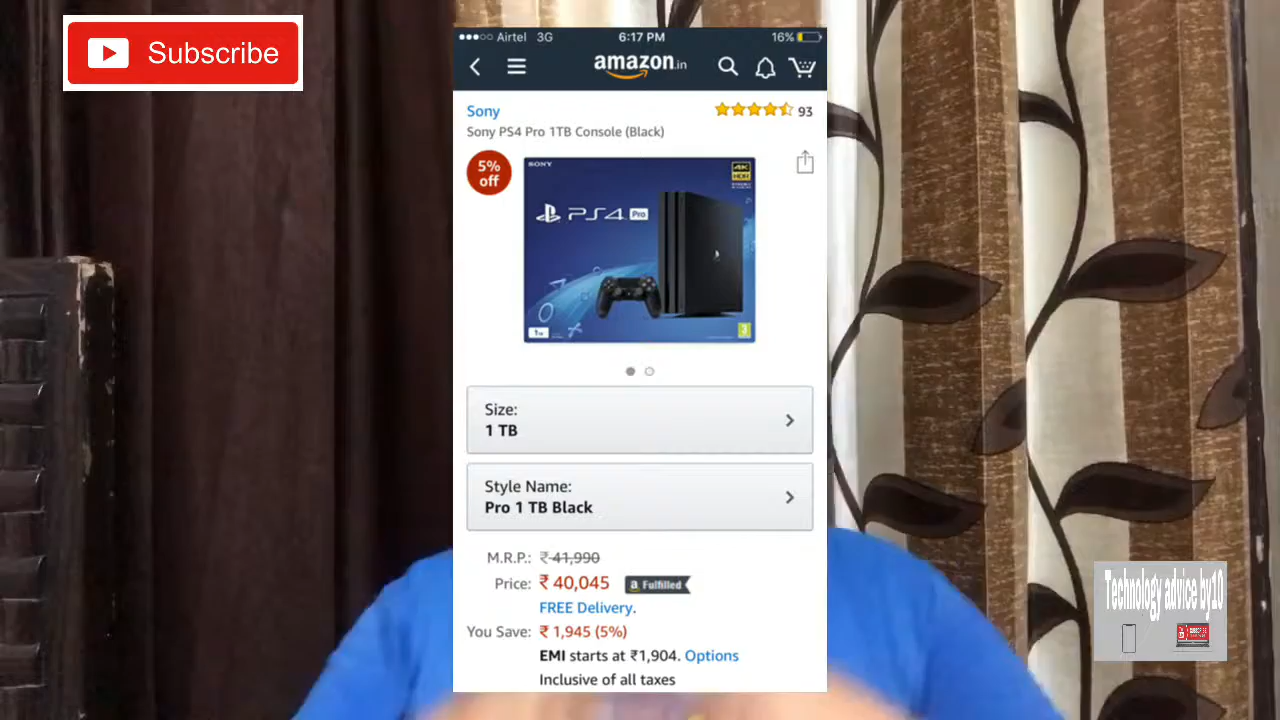 Subscribe
Airtel 3G 6:17 PM 16%
amazon.in
Sony 93
Sony PS4 Pro 1TB Console (Black)
5%
off
SONY
4K
HDR
PS4 Pro
1TB
3
Size:
1 TB
Style Name:
Pro 1 TB Black
M.R.P.: ₹ 41,990
Price: ₹ 40,045 a Fulfilled
FREE Delivery.
You Save: ₹ 1,945 (5%)
EMI starts at ₹1,904. Options
Inclusive of all taxes
Technology advice by10